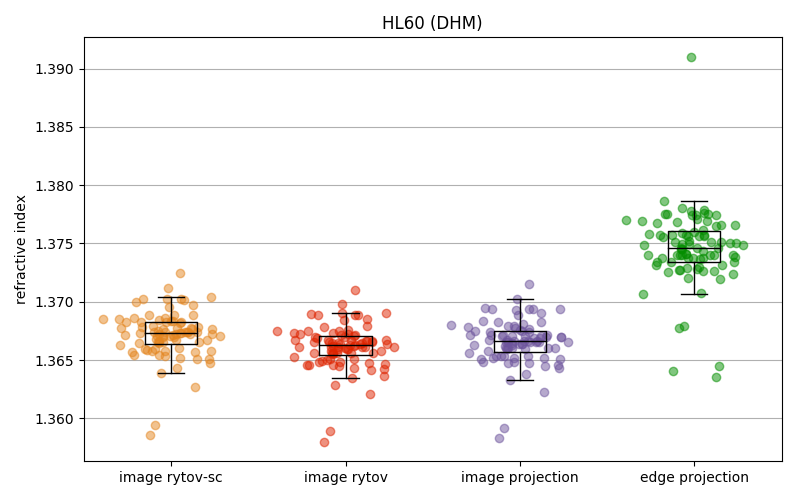 HL60 (DHM)
1.390
1.385
1.380
1.375
1.370
1.365
1.360
refractive index
image rytov-sc
image rytov
image projection
edge projection